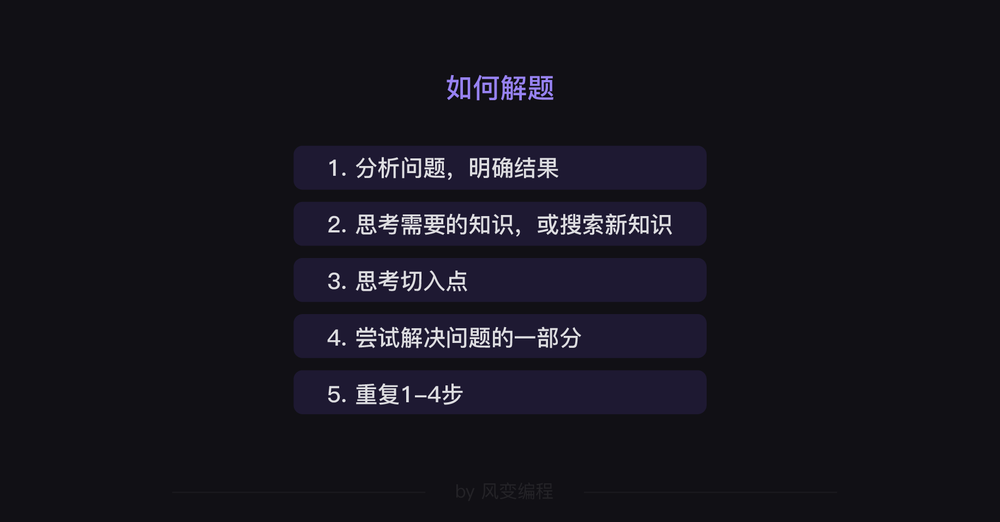 如何解题
1. 分析问题，明确结果
2. 思考需要的知识，或搜索新知识
3. 思考切入点
4. 尝试解决问题的一部分
5. 重复1-4步
by 风变编程